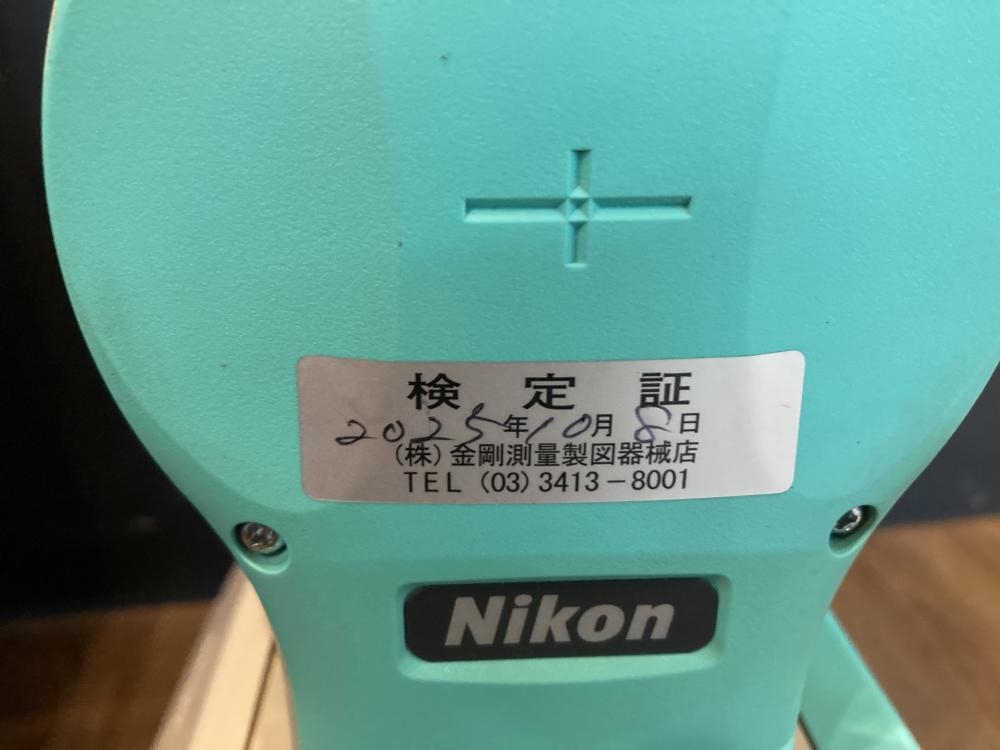 検定証
2025年10月8日
(株)金剛測量製図器械店
TEL (03) 3413-8001
Nikon